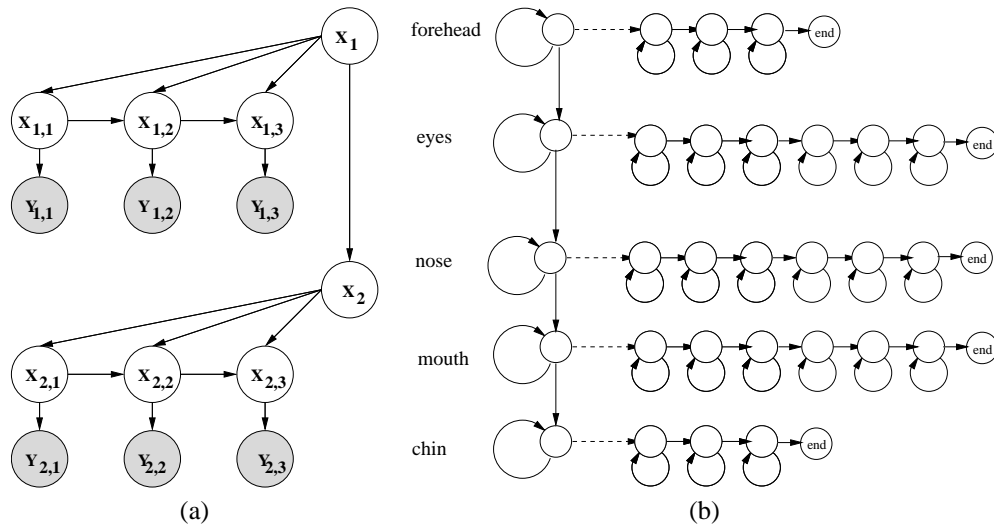 X1
X1,1 X1,2 X1,3
Y1,1 Y1,2 Y1,3
X2
X2,1 X2,2 X2,3
Y2,1 Y2,2 Y2,3
(a)
forehead end
eyes end
nose end
mouth end
chin end
(b)